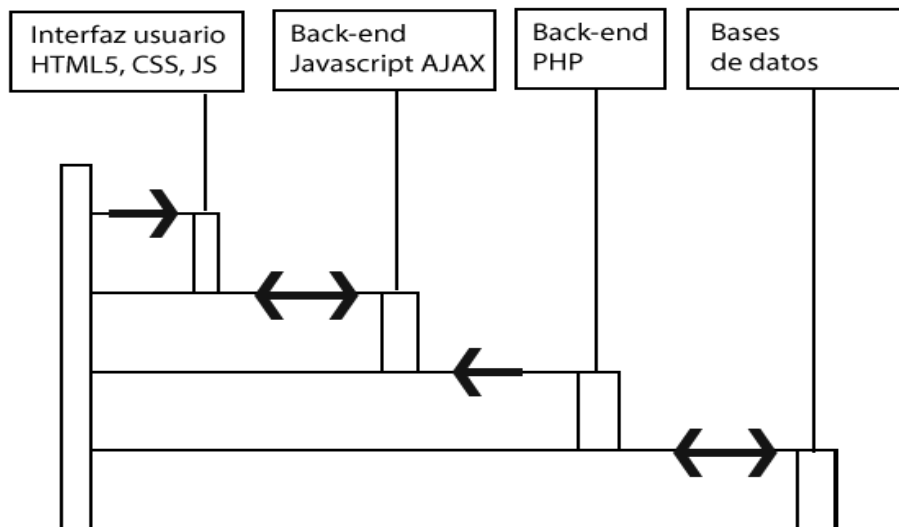 Interfaz usuario
HTML5, CSS, JS
Back-end
Javascript AJAX
Back-end
PHP
Bases
de datos